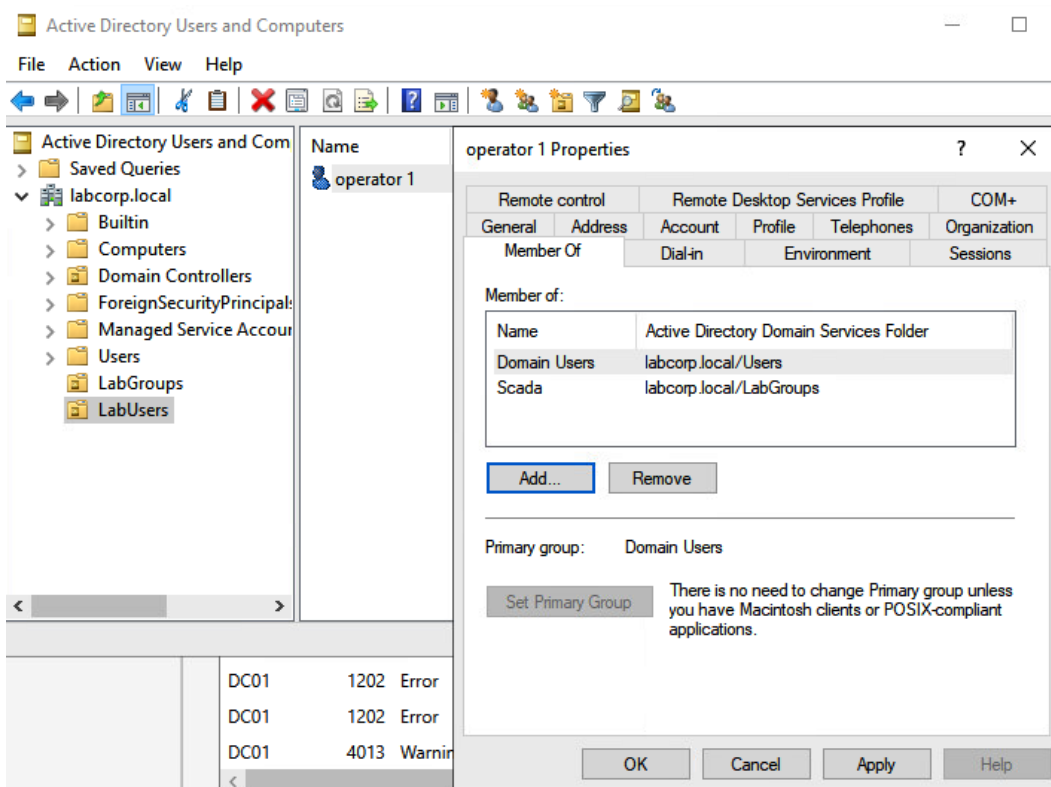 Active Directory Users and Computers
File Action View Help
Active Directory Users and Com
Saved Queries
labcorp.local
Builtin
Computers
Domain Controllers
ForeignSecurityPrincipals
Managed Service Accour
Users
LabGroups
LabUsers
Name
operator 1
operator 1 Properties
? 
Remote control Remote Desktop Services Profile COM+
General Address Account Profile Telephones Organization
Member Of Dial-in Environment Sessions
Member of:
Name Active Directory Domain Services Folder
Domain Users labcorp.local/Users
Scada labcorp.local/LabGroups
Add... Remove
Primary group: Domain Users
Set Primary Group
There is no need to change Primary group unless
you have Macintosh clients or POSIX-compliant
applications.
OK Cancel Apply Help
DC01 1202 Error
DC01 1202 Error
DC01 4013 Warnin